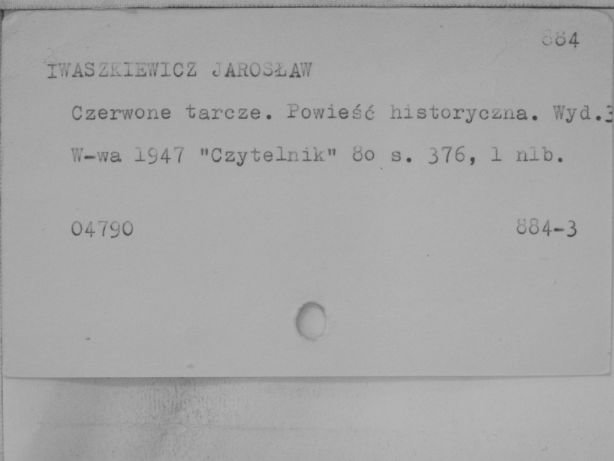 884
IWASZKIEWICZ JAROSŁAW
Czerwone tarcze. Powieść historyczna. Wyd.3
W-wa 1947 "Czytelnik" 8o s. 376, 1 nlb.
04790 884-3